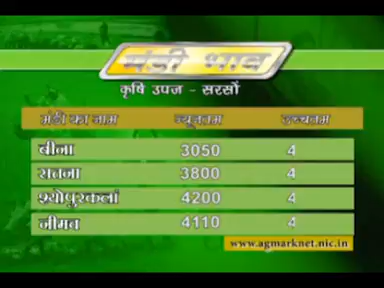 मंडी भाव
कृषि उपज - सरसों
मंडी का नाम न्यूनतम उच्चतम
बीना 3050 4
सतना 3800 4
श्योपुरकलां 4200 4
नीमच 4110 4
www.agmarknet.nic.in